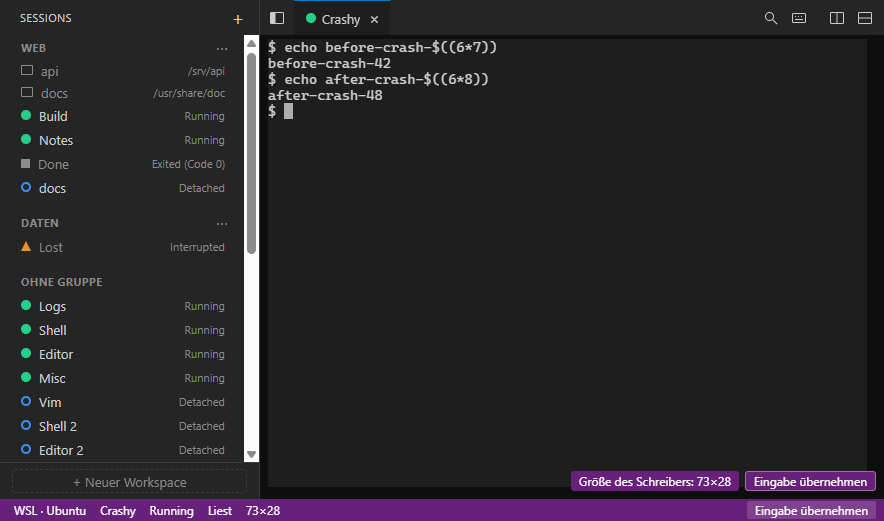 SESSIONS +
WEB ...
api /srv/api
docs /usr/share/doc
Build Running
Notes Running
Done Exited (Code 0)
docs Detached
DATEN ...
Lost Interrupted
OHNE GRUPPE
Logs Running
Shell Running
Editor Running
Misc Running
Vim Detached
Shell 2 Detached
Editor 2 Detached
+ Neuer Workspace
Crashy ×
$ echo before-crash-$((6*7))
before-crash-42
$ echo after-crash-$((6*8))
after-crash-48
$
Größe des Schreibers: 73×28 Eingabe übernehmen
WSL · Ubuntu Crashy Running Liest 73×28 Eingabe übernehmen